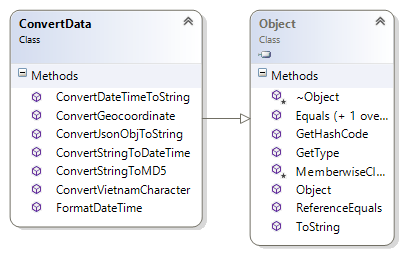 ConvertData
Class
Methods
ConvertDateTimeToString
ConvertGeocoordinate
ConvertJsonObjToString
ConvertStringToDateTime
ConvertStringToMD5
ConvertVietnamCharacter
FormatDateTime
Object
Class
Methods
~Object
Equals (+ 1 ove...
GetHashCode
GetType
MemberwiseCl...
Object
ReferenceEquals
ToString